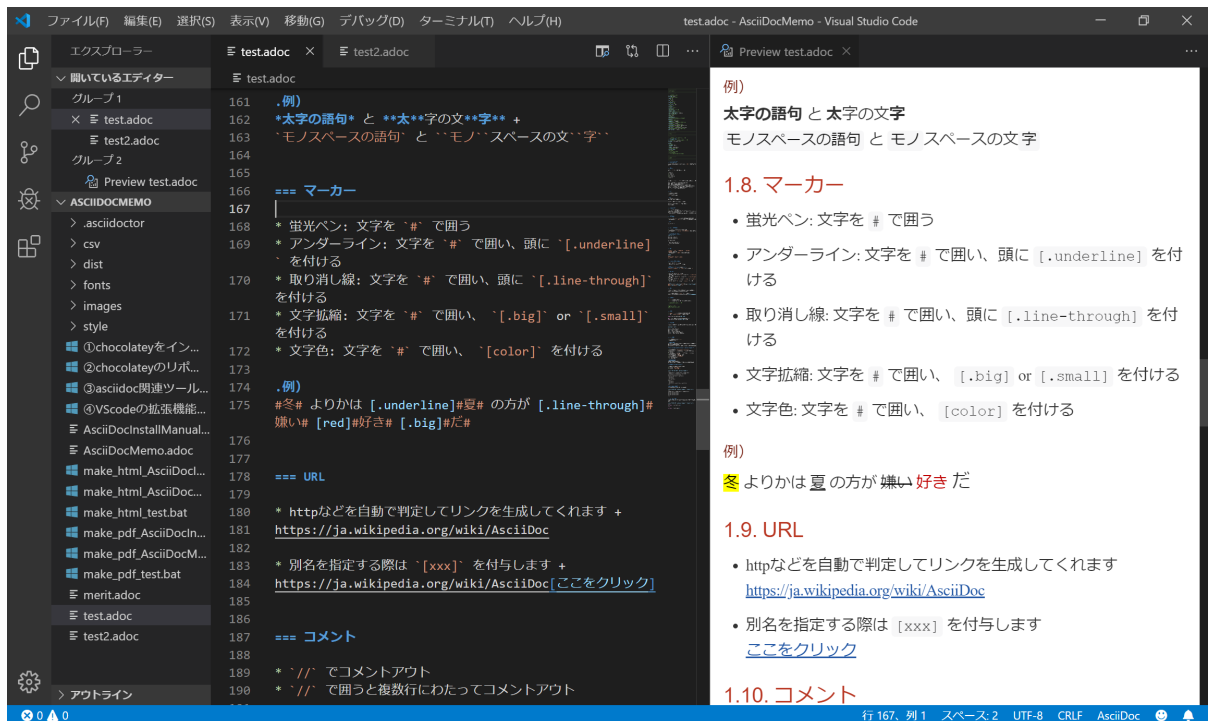 ファイル(F) 編集(E) 選択(S) 表示(V) 移動(G) デバッグ(D) ターミナル(T) ヘルプ(H) test.adoc - AsciiDocMemo - Visual Studio Code
エクスプローラー
開いているエディター
グループ 1
test.adoc
test2.adoc
グループ 2
Preview test.adoc
ASCIIDOCMEMO
.asciidoctor
csv
dist
fonts
images
style
①chocolateyをイン...
②chocolateyのリポ...
③asciidoc関連ツール...
④VScodeの拡張機能...
AsciiDocInstallManual...
AsciiDocMemo.adoc
make_html_AsciiDocI...
make_html_AsciiDoc...
make_html_test.bat
make_pdf_AsciiDocIn...
make_pdf_AsciiDocM...
make_pdf_test.bat
merit.adoc
test.adoc
test2.adoc
アウトライン
test.adoc test2.adoc
test.adoc
161 .例)
162 *太字の語句* と **太**字の文**字** +
163 `モノスペースの語句` と ``モノ``スペースの文``字``
164
165
166 === マーカー
167
168 * 蛍光ペン: 文字を `#` で囲う
169 * アンダーライン: 文字を `#` で囲い、頭に `[.underline]
` を付ける
170 * 取り消し線: 文字を `#` で囲い、頭に `[.line-through]`
を付ける
171 * 文字拡縮: 文字を `#` で囲い、 `[.big]` or `[.small]`
を付ける
172 * 文字色: 文字を `#` で囲い、 `[color]` を付ける
173
174 .例)
175 #冬# よりかは [.underline]#夏# の方が [.line-through]#
嫌い# [red]#好き# [.big]#だ#
176
177
178 === URL
179
180 * httpなどを自動で判定してリンクを生成してくれます +
181 https://ja.wikipedia.org/wiki/AsciiDoc
182
183 * 別名を指定する際は `[xxx]` を付与します +
184 https://ja.wikipedia.org/wiki/AsciiDoc[ここをクリック]
185
186
187 === コメント
188
189 * `//` でコメントアウト
190 * `//` で囲うと複数行にわたってコメントアウト
Preview test.adoc
例)
太字の語句 と 太字の文字
モノスペースの語句 と モノ スペースの文 字
1.8. マーカー
• 蛍光ペン: 文字を # で囲う
• アンダーライン: 文字を # で囲い、頭に [.underline] を付
ける
• 取り消し線: 文字を # で囲い、頭に [.line-through] を付
ける
• 文字拡縮: 文字を # で囲い、 [.big] or [.small] を付ける
• 文字色: 文字を # で囲い、 [color] を付ける
例)
冬 よりかは 夏 の方が 嫌い 好き だ
1.9. URL
• httpなどを自動で判定してリンクを生成してくれます
https://ja.wikipedia.org/wiki/AsciiDoc
• 別名を指定する際は [xxx] を付与します
ここをクリック
1.10. コメント
0 0 行 167、列 1 スペース: 2 UTF-8 CRLF AsciiDoc